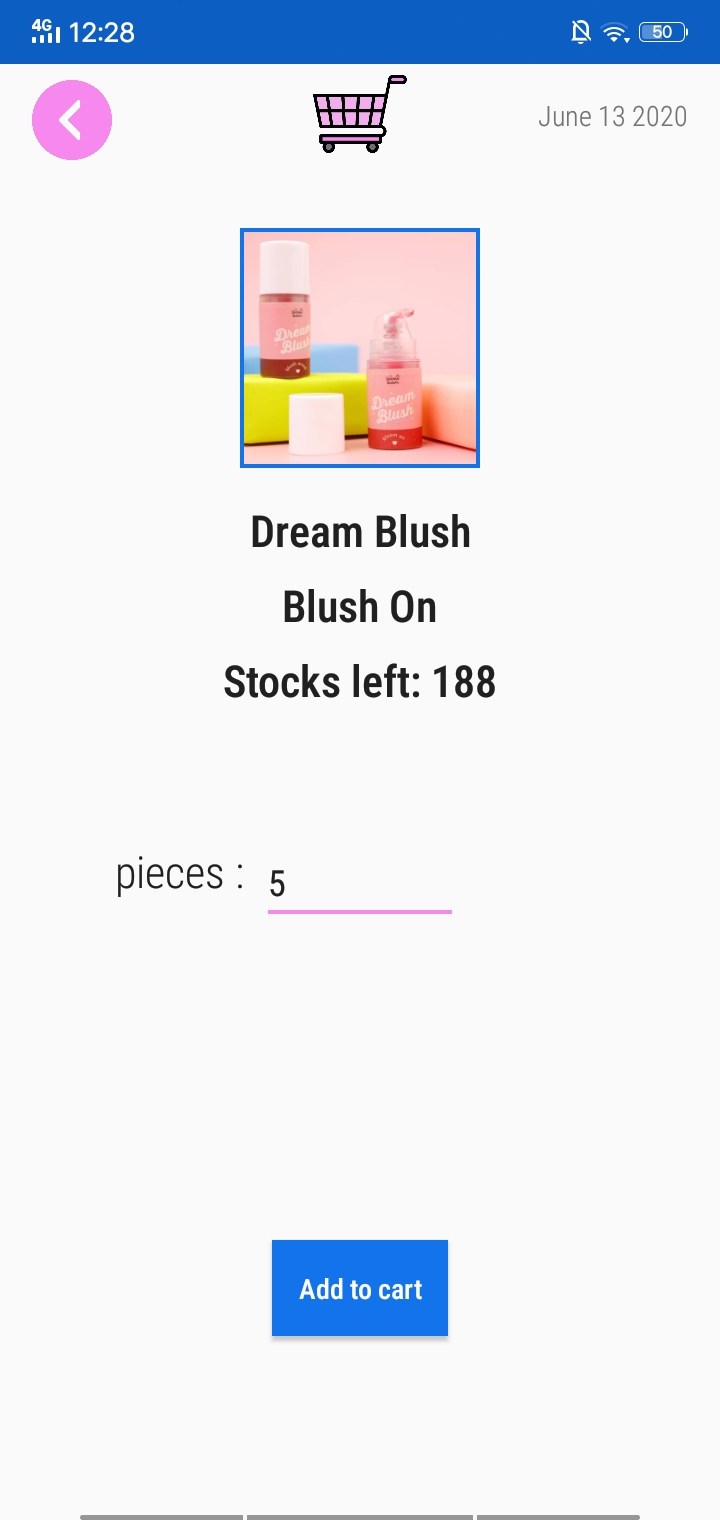 4G 12:28 50
June 13 2020
Dream
Blush
Dream
Blush
Dream Blush
Blush On
Stocks left: 188
pieces : 5
Add to cart